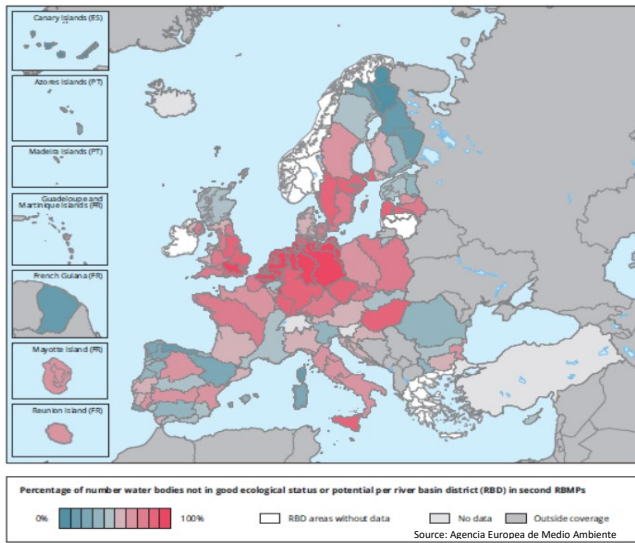 Canary Islands (ES)
Azores Islands (PT)
Madeira Islands (PT)
Guadeloupe and
Martinique Islands (FR)
French Guiana (FR)
Mayotte Island (FR)
Reunion Island (FR)
Percentage of number water bodies not in good ecological status or potential per river basin district (RBD) in second RBMPs
0% 100% RBD areas without data No data Outside coverage
Source: Agencia Europea de Medio Ambiente